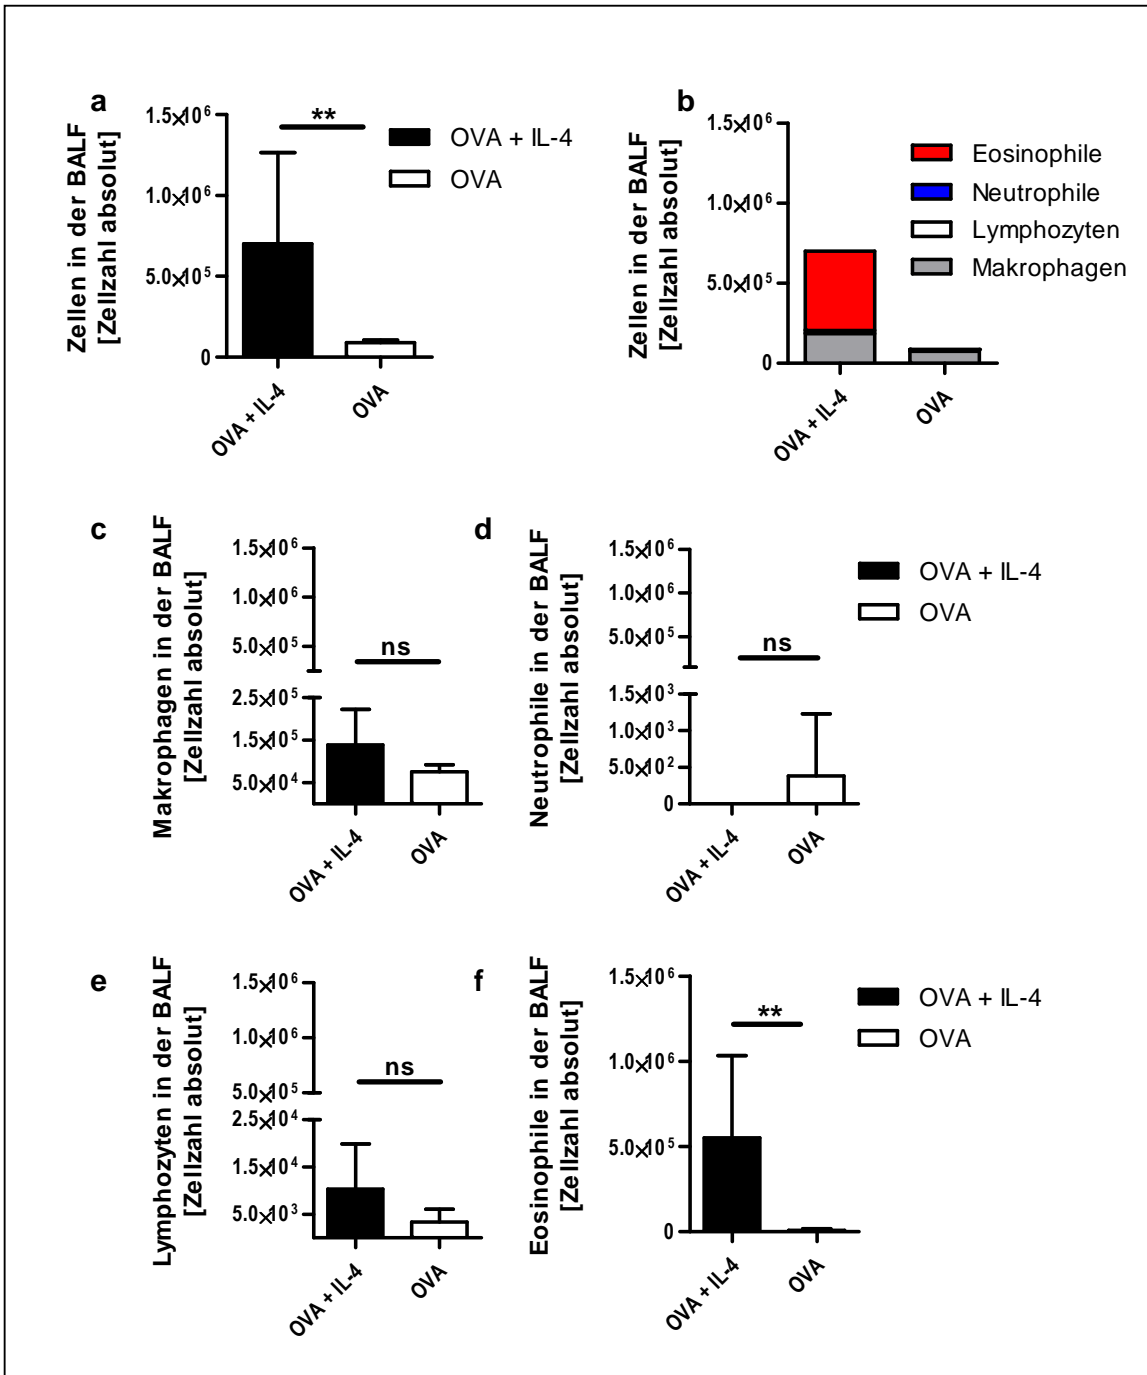 a
Zellen in der BALF
[Zellzahl absolut]
1.5×10⁶
1.0×10⁶
5.0×10⁵
0
**
OVA + IL-4
OVA
OVA + IL-4
OVA
b
Zellen in der BALF
[Zellzahl absolut]
1.5×10⁶
1.0×10⁶
5.0×10⁵
0
Eosinophile
Neutrophile
Lymphozyten
Makrophagen
OVA + IL-4
OVA
c
Makrophagen in der BALF
[Zellzahl absolut]
1.5×10⁶
1.0×10⁶
5.0×10⁵
2.5×10⁵
1.5×10⁵
5.0×10⁴
ns
OVA + IL-4
OVA
d
Neutrophile in der BALF
[Zellzahl absolut]
1.5×10⁶
1.0×10⁶
5.0×10⁵
1.5×10³
1.0×10³
5.0×10²
0
ns
OVA + IL-4
OVA
OVA + IL-4
OVA
e
Lymphozyten in der BALF
[Zellzahl absolut]
1.5×10⁶
1.0×10⁶
5.0×10⁵
2.5×10⁴
1.5×10⁴
5.0×10³
ns
OVA + IL-4
OVA
f
Eosinophile in der BALF
[Zellzahl absolut]
1.5×10⁶
1.0×10⁶
5.0×10⁵
0
**
OVA + IL-4
OVA
OVA + IL-4
OVA